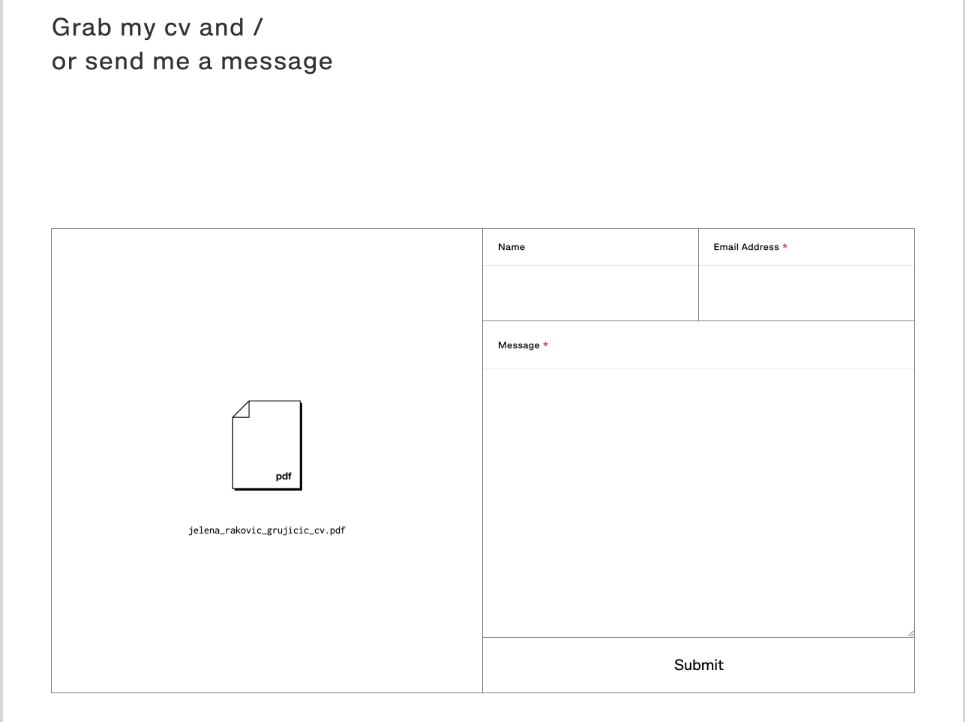 Grab my cv and /
or send me a message
Name
Email Address *
Message *
pdf
jelena_rakovic_grujicic_cv.pdf
Submit